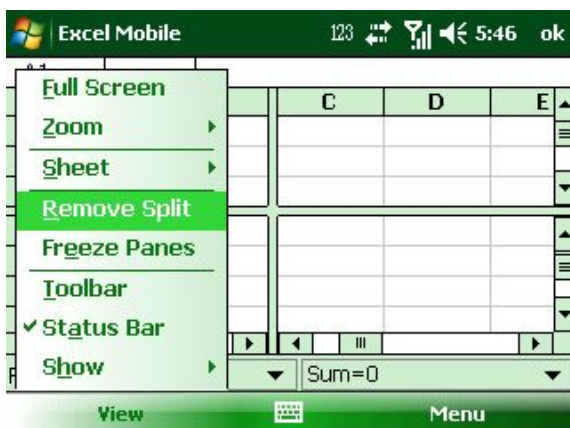 Excel Mobile 123 5:46 ok
Full Screen
C D E
Zoom
Sheet
Remove Split
Freeze Panes
Toolbar
Status Bar
Show
Sum=0
View Menu